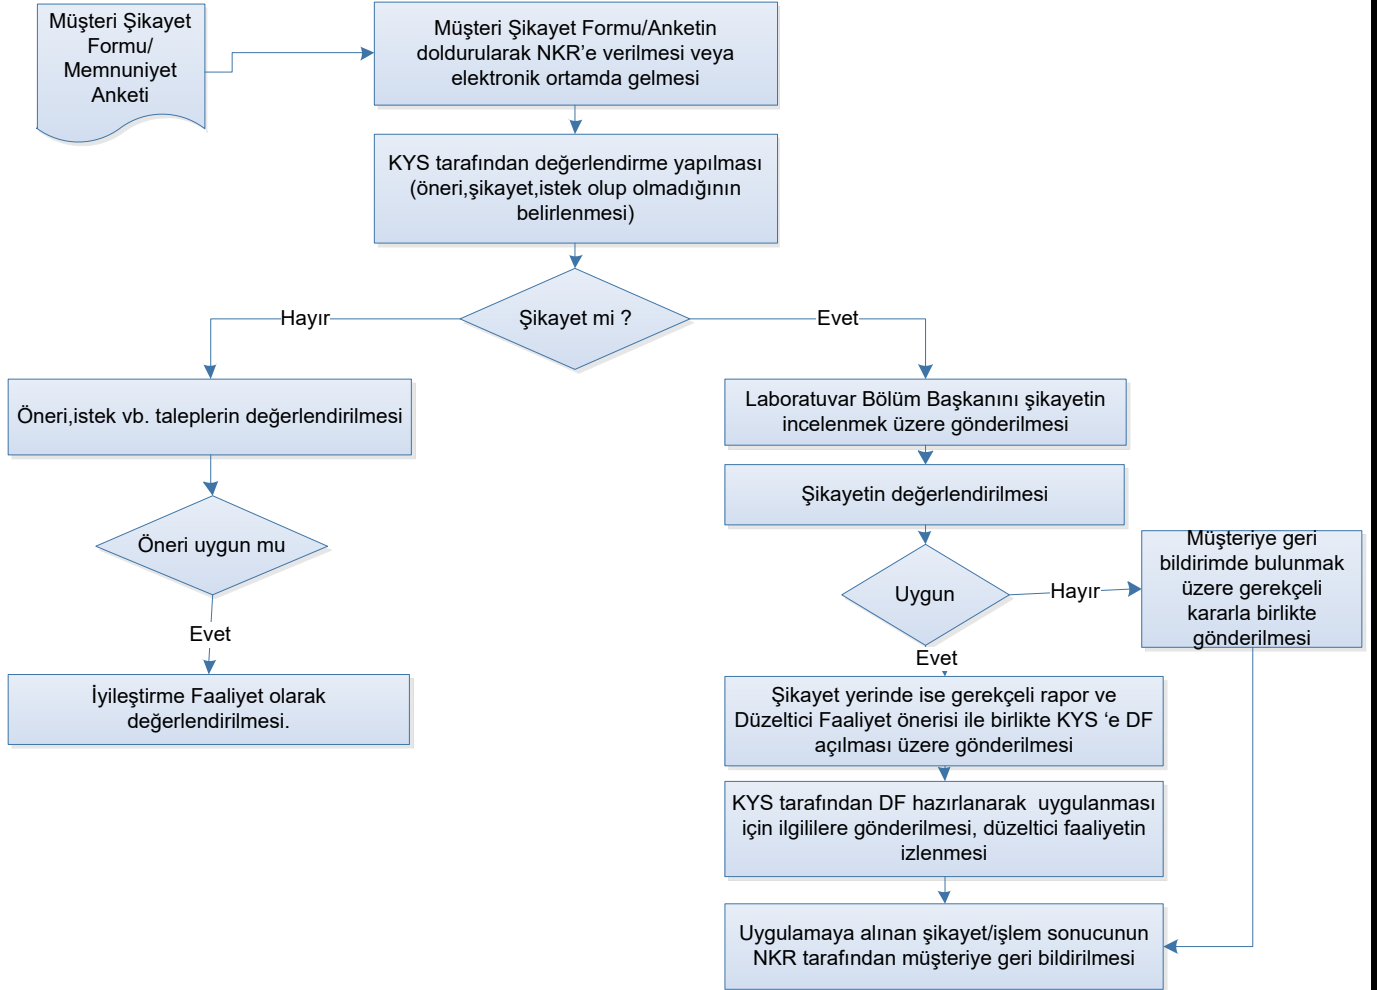 Müşteri Şikayet
Formu/
Memnuniyet
Anketi
Müşteri Şikayet Formu/Anketin
doldurularak NKR’e verilmesi veya
elektronik ortamda gelmesi
KYS tarafından değerlendirme yapılması
(öneri,şikayet,istek olup olmadığının
belirlenmesi)
Şikayet mi ?
Hayır
Evet
Öneri,istek vb. taleplerin değerlendirilmesi
Öneri uygun mu
Evet
İyileştirme Faaliyet olarak
değerlendirilmesi.
Laboratuvar Bölüm Başkanını şikayetin
incelenmek üzere gönderilmesi
Şikayetin değerlendirilmesi
Uygun
Hayır
Müşteriye geri
bildirimde bulunmak
üzere gerekçeli
kararla birlikte
gönderilmesi
Evet
Şikayet yerinde ise gerekçeli rapor ve
Düzeltici Faaliyet önerisi ile birlikte KYS ‘e DF
açılması üzere gönderilmesi
KYS tarafından DF hazırlanarak  uygulanması
için ilgililere gönderilmesi, düzeltici faaliyetin
izlenmesi
Uygulamaya alınan şikayet/işlem sonucunun
NKR tarafından müşteriye geri bildirilmesi